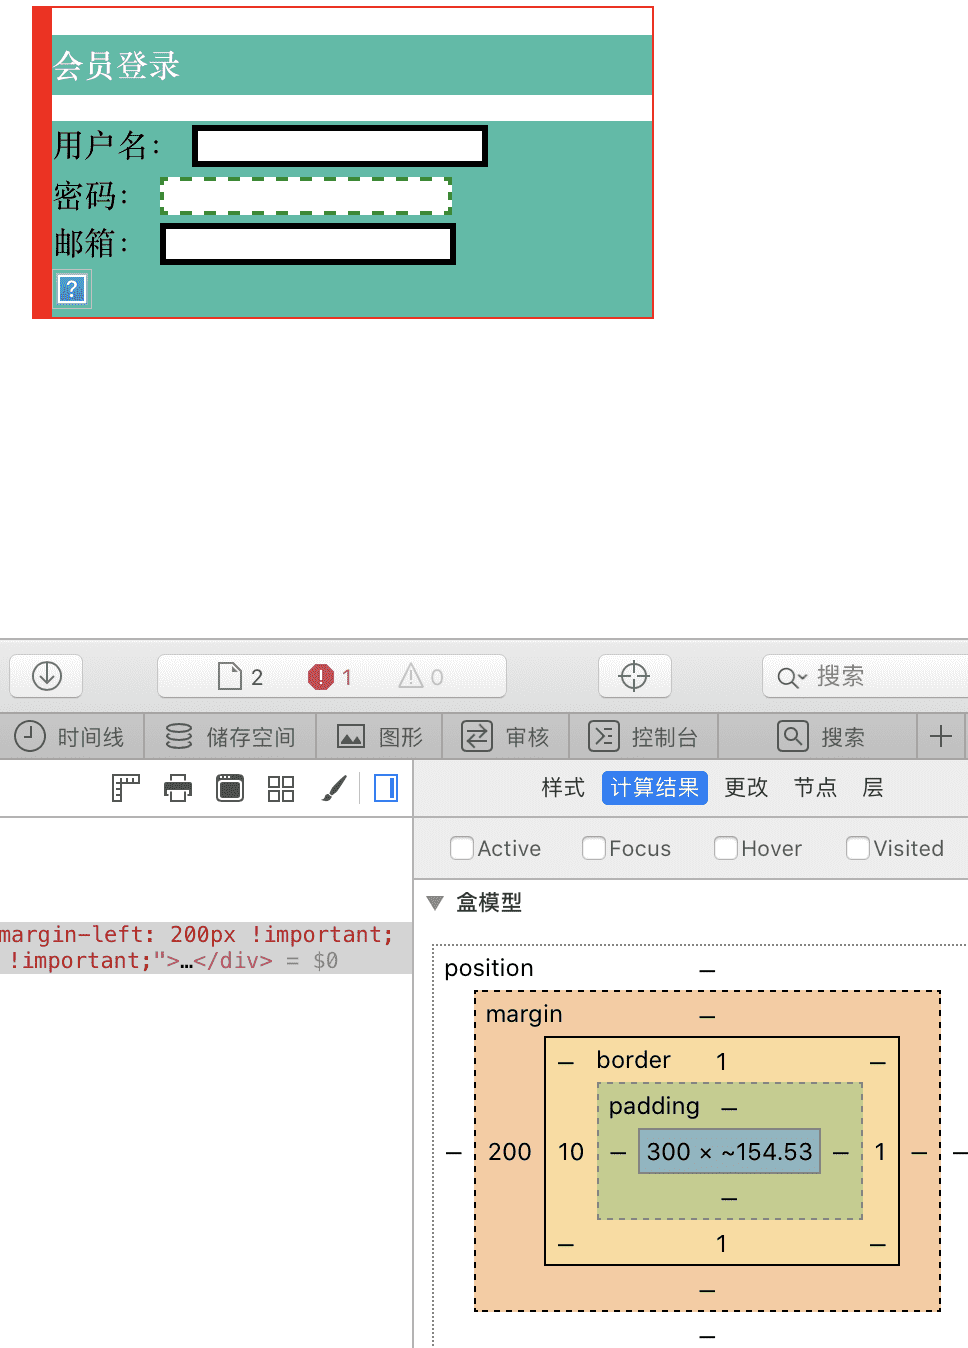 会员登录
用户名：
密码：
邮箱：
?
2 1 0 搜索
时间线 储存空间 图形 审核 控制台 搜索
样式 计算结果 更改 节点 层
Active Focus Hover Visited
盒模型
margin-left: 200px !important;
!important;">…</div> = $0
position –
margin –
– border 1 –
padding –
– 200 10 – 300 × ~154.53 – 1 – –
–
– 1 –
–
–